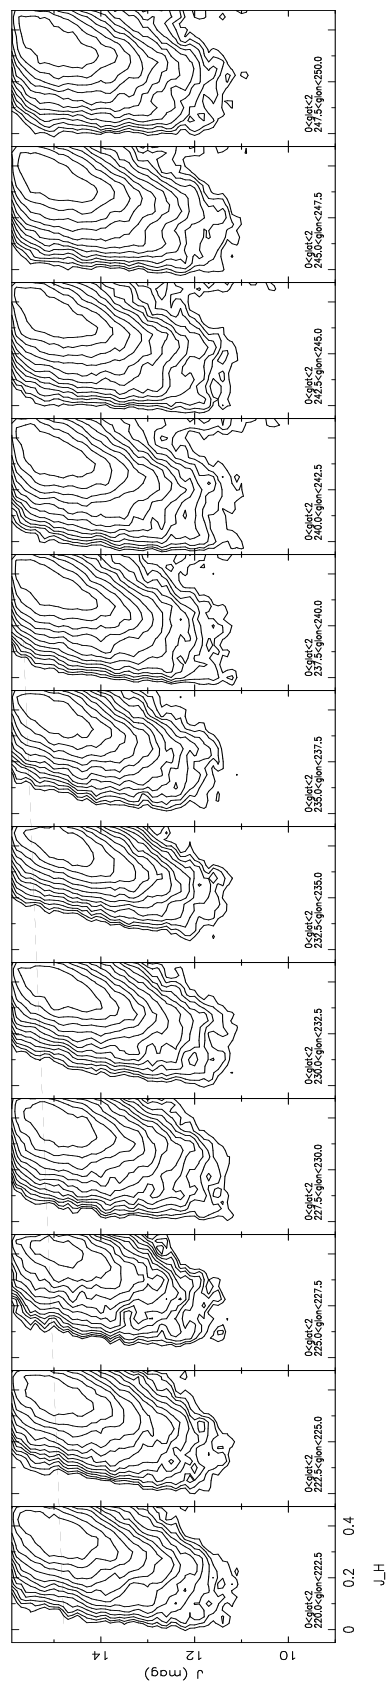 0<glat<2
247.5<glon<250.0
0<glat<2
245.0<glon<247.5
0<glat<2
242.5<glon<245.0
0<glat<2
240.0<glon<242.5
0<glat<2
237.5<glon<240.0
0<glat<2
235.0<glon<237.5
0<glat<2
232.5<glon<235.0
0<glat<2
230.0<glon<232.5
0<glat<2
227.5<glon<230.0
0<glat<2
225.0<glon<227.5
0<glat<2
222.5<glon<225.0
0<glat<2
220.0<glon<222.5
0 0.2 0.4
J_H
14 12 10
J (mag)